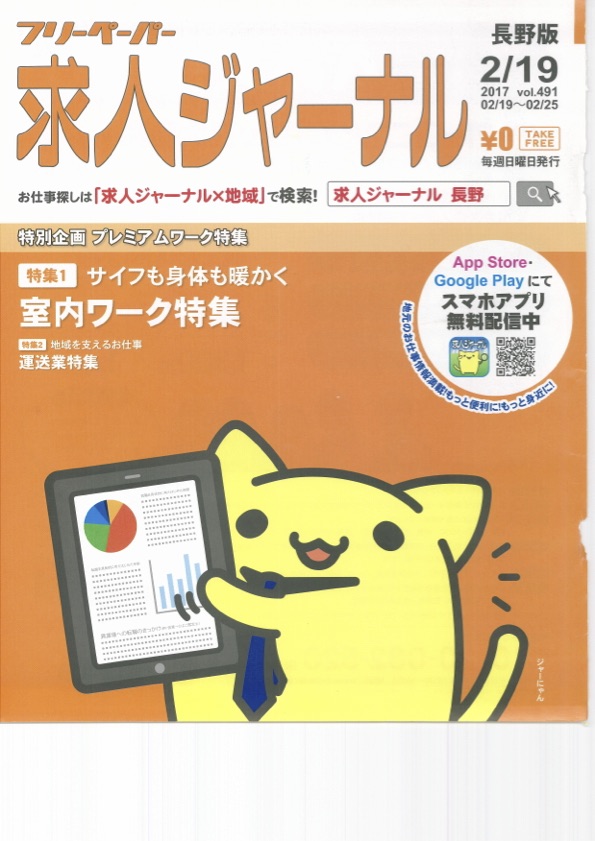 フリーペーパー
求人ジャーナル
長野版
2/19
2017 vol.491
02/19〜02/25
¥0 TAKE FREE
毎週日曜日発行
お仕事探しは「求人ジャーナル×地域」で検索! 求人ジャーナル 長野
特別企画 プレミアムワーク特集
特集1 サイフも身体も暖かく
室内ワーク特集
特集2 地域を支えるお仕事
運送業特集
App Store・
Google Play にて
スマホアプリ
無料配信中
地元のお仕事情報満載!もっと便利に!もっと身近に!
ジャーにゃん